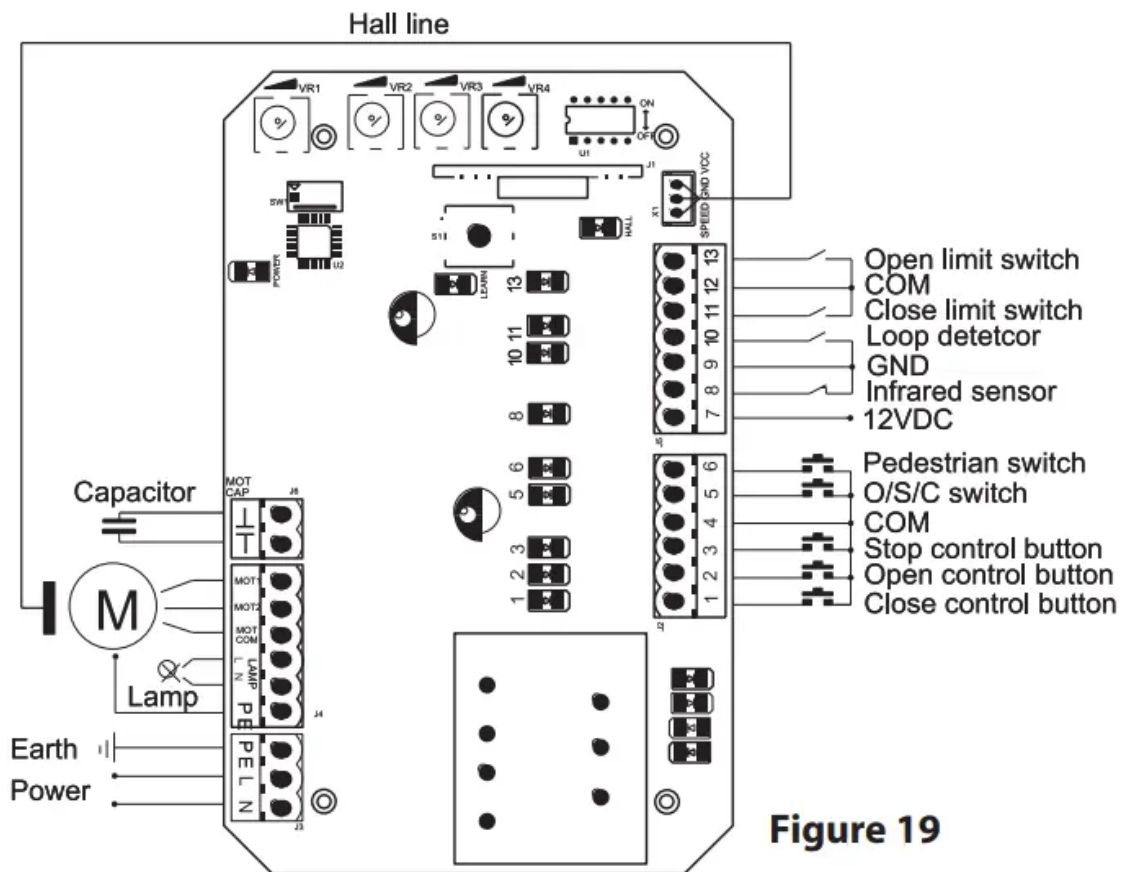 Hall line
VR1
VR2
VR3
VR4
ON
OFF
U1
J1
SW1
U2
S1
HALL
X1
SPEED GND VCC
POWER
LEARN
13
11
10
8
6
5
3
2
1
13 Open limit switch
12 COM
11 Close limit switch
10 Loop detetcor
9 GND
8 Infrared sensor
7 12VDC
J5
6 Pedestrian switch
5 O/S/C switch
4 COM
3 Stop control button
2 Open control button
1 Close control button
J2
MOT
CAP
J6
Capacitor
M
MOT1
MOT2
MOT
COM
L N
LAMP
Lamp
PE
J4
Earth
Power
PE L N
J3
Figure 19